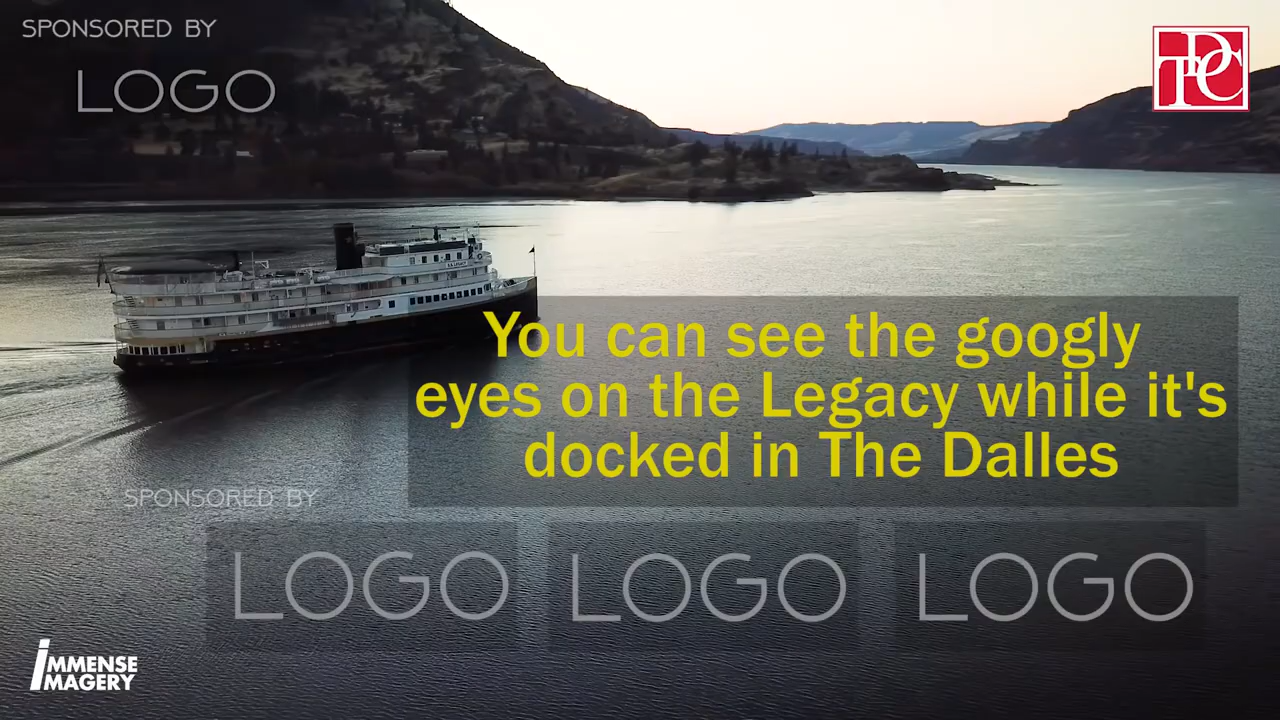 SPONSORED BY
LOGO
TDC
You can see the googly
eyes on the Legacy while it's
docked in The Dalles
SPONSORED BY
LOGO LOGO LOGO
IMMENSE
IMAGERY